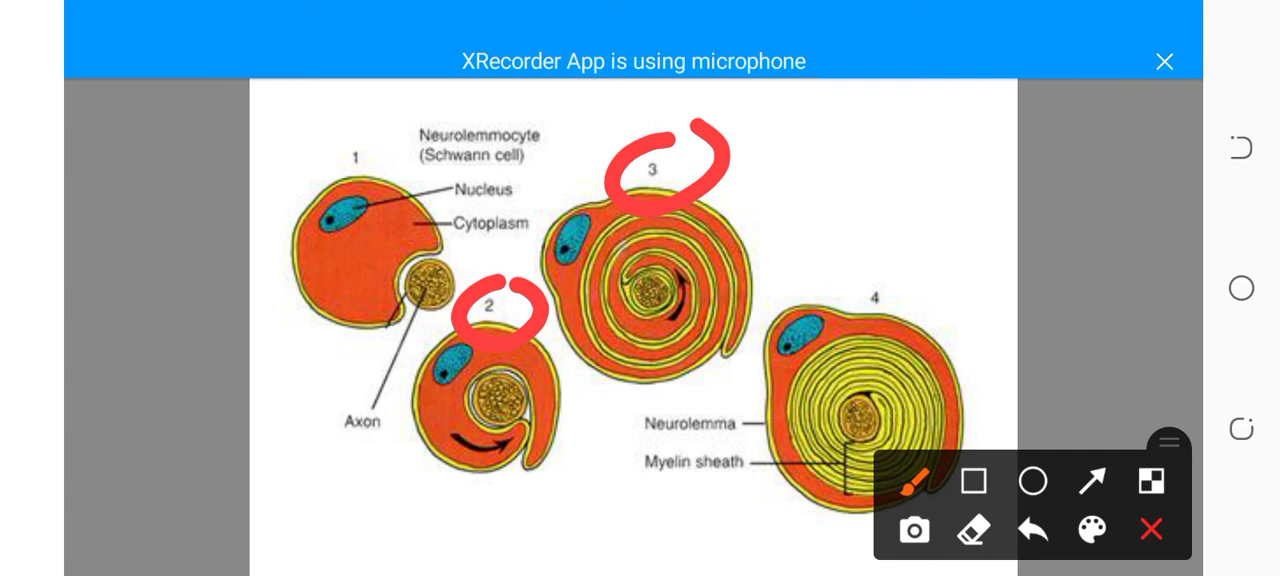 XRecorder App is using microphone
Neurolemmocyte
(Schwann cell)
1
3
Nucleus
Cytoplasm
2
4
Axon
Neurolemma
Myelin sheath